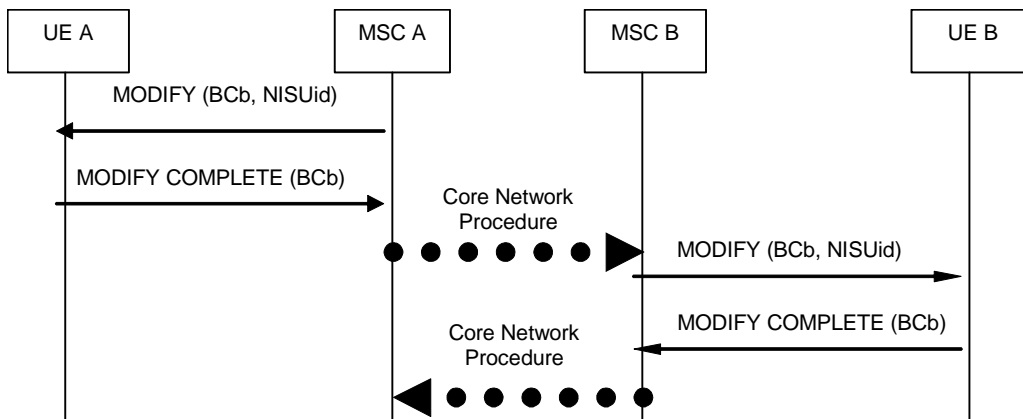 UE A
MSC A
MSC B
UE B
MODIFY (BCb, NISUid)
MODIFY COMPLETE (BCb)
Core Network
Procedure
MODIFY (BCb, NISUid)
MODIFY COMPLETE (BCb)
Core Network
Procedure